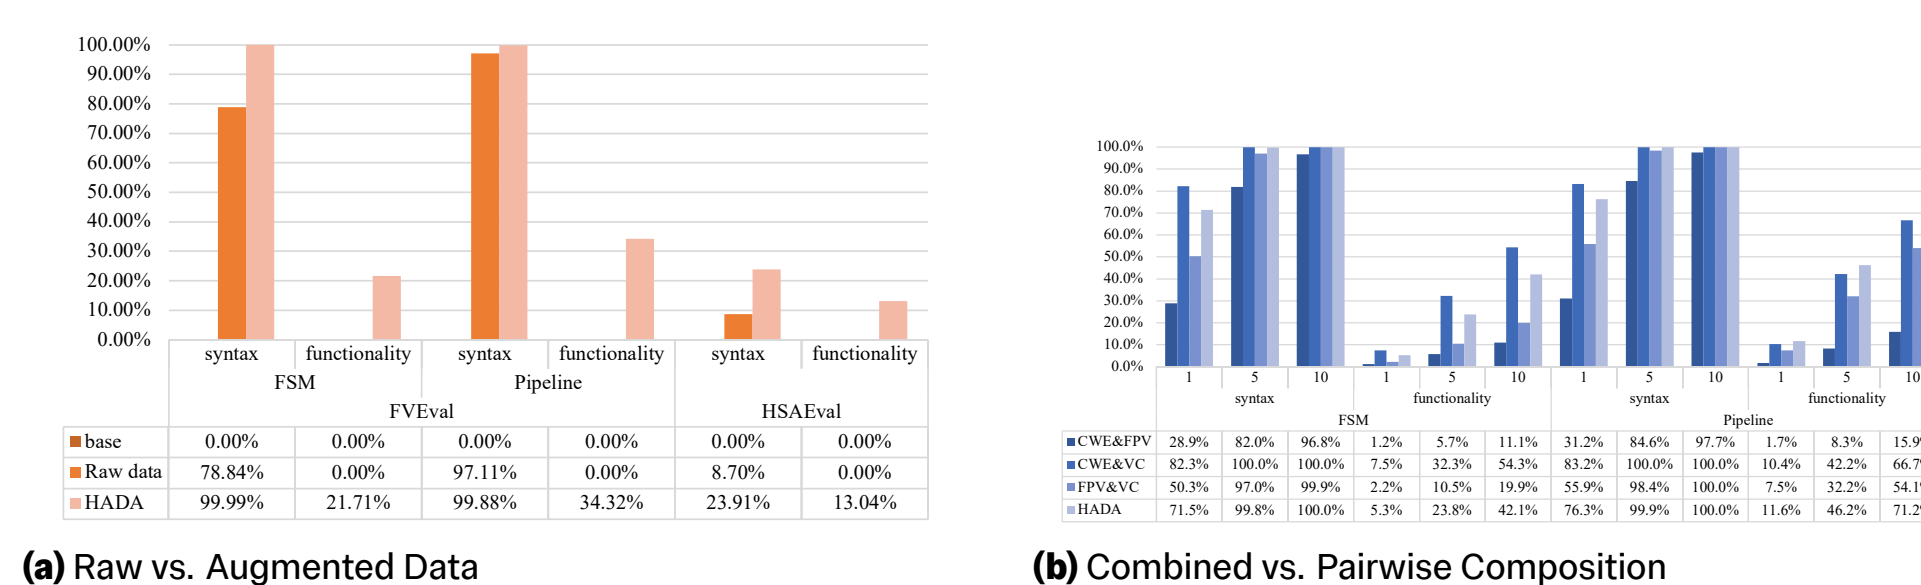 100.00%
90.00%
80.00%
70.00%
60.00%
50.00%
40.00%
30.00%
20.00%
10.00%
0.00%
syntax functionality syntax functionality syntax functionality
FSM Pipeline
FVEval HSAEval
base 0.00% 0.00% 0.00% 0.00% 0.00% 0.00%
Raw data 78.84% 0.00% 97.11% 0.00% 8.70% 0.00%
HADA 99.99% 21.71% 99.88% 34.32% 23.91% 13.04%
(a) Raw vs. Augmented Data
100.0%
90.0%
80.0%
70.0%
60.0%
50.0%
40.0%
30.0%
20.0%
10.0%
0.0%
1 5 10 1 5 10 1 5 10 1 5 10
syntax functionality syntax functionality
FSM Pipeline
CWE&FPV 28.9% 82.0% 96.8% 1.2% 5.7% 11.1% 31.2% 84.6% 97.7% 1.7% 8.3% 15.9
CWE&VC 82.3% 100.0% 100.0% 7.5% 32.3% 54.3% 83.2% 100.0% 100.0% 10.4% 42.2% 66.7
FPV&VC 50.3% 97.0% 99.9% 2.2% 10.5% 19.9% 55.9% 98.4% 100.0% 7.5% 32.2% 54.1
HADA 71.5% 99.8% 100.0% 5.3% 23.8% 42.1% 76.3% 99.9% 100.0% 11.6% 46.2% 71.2
(b) Combined vs. Pairwise Composition